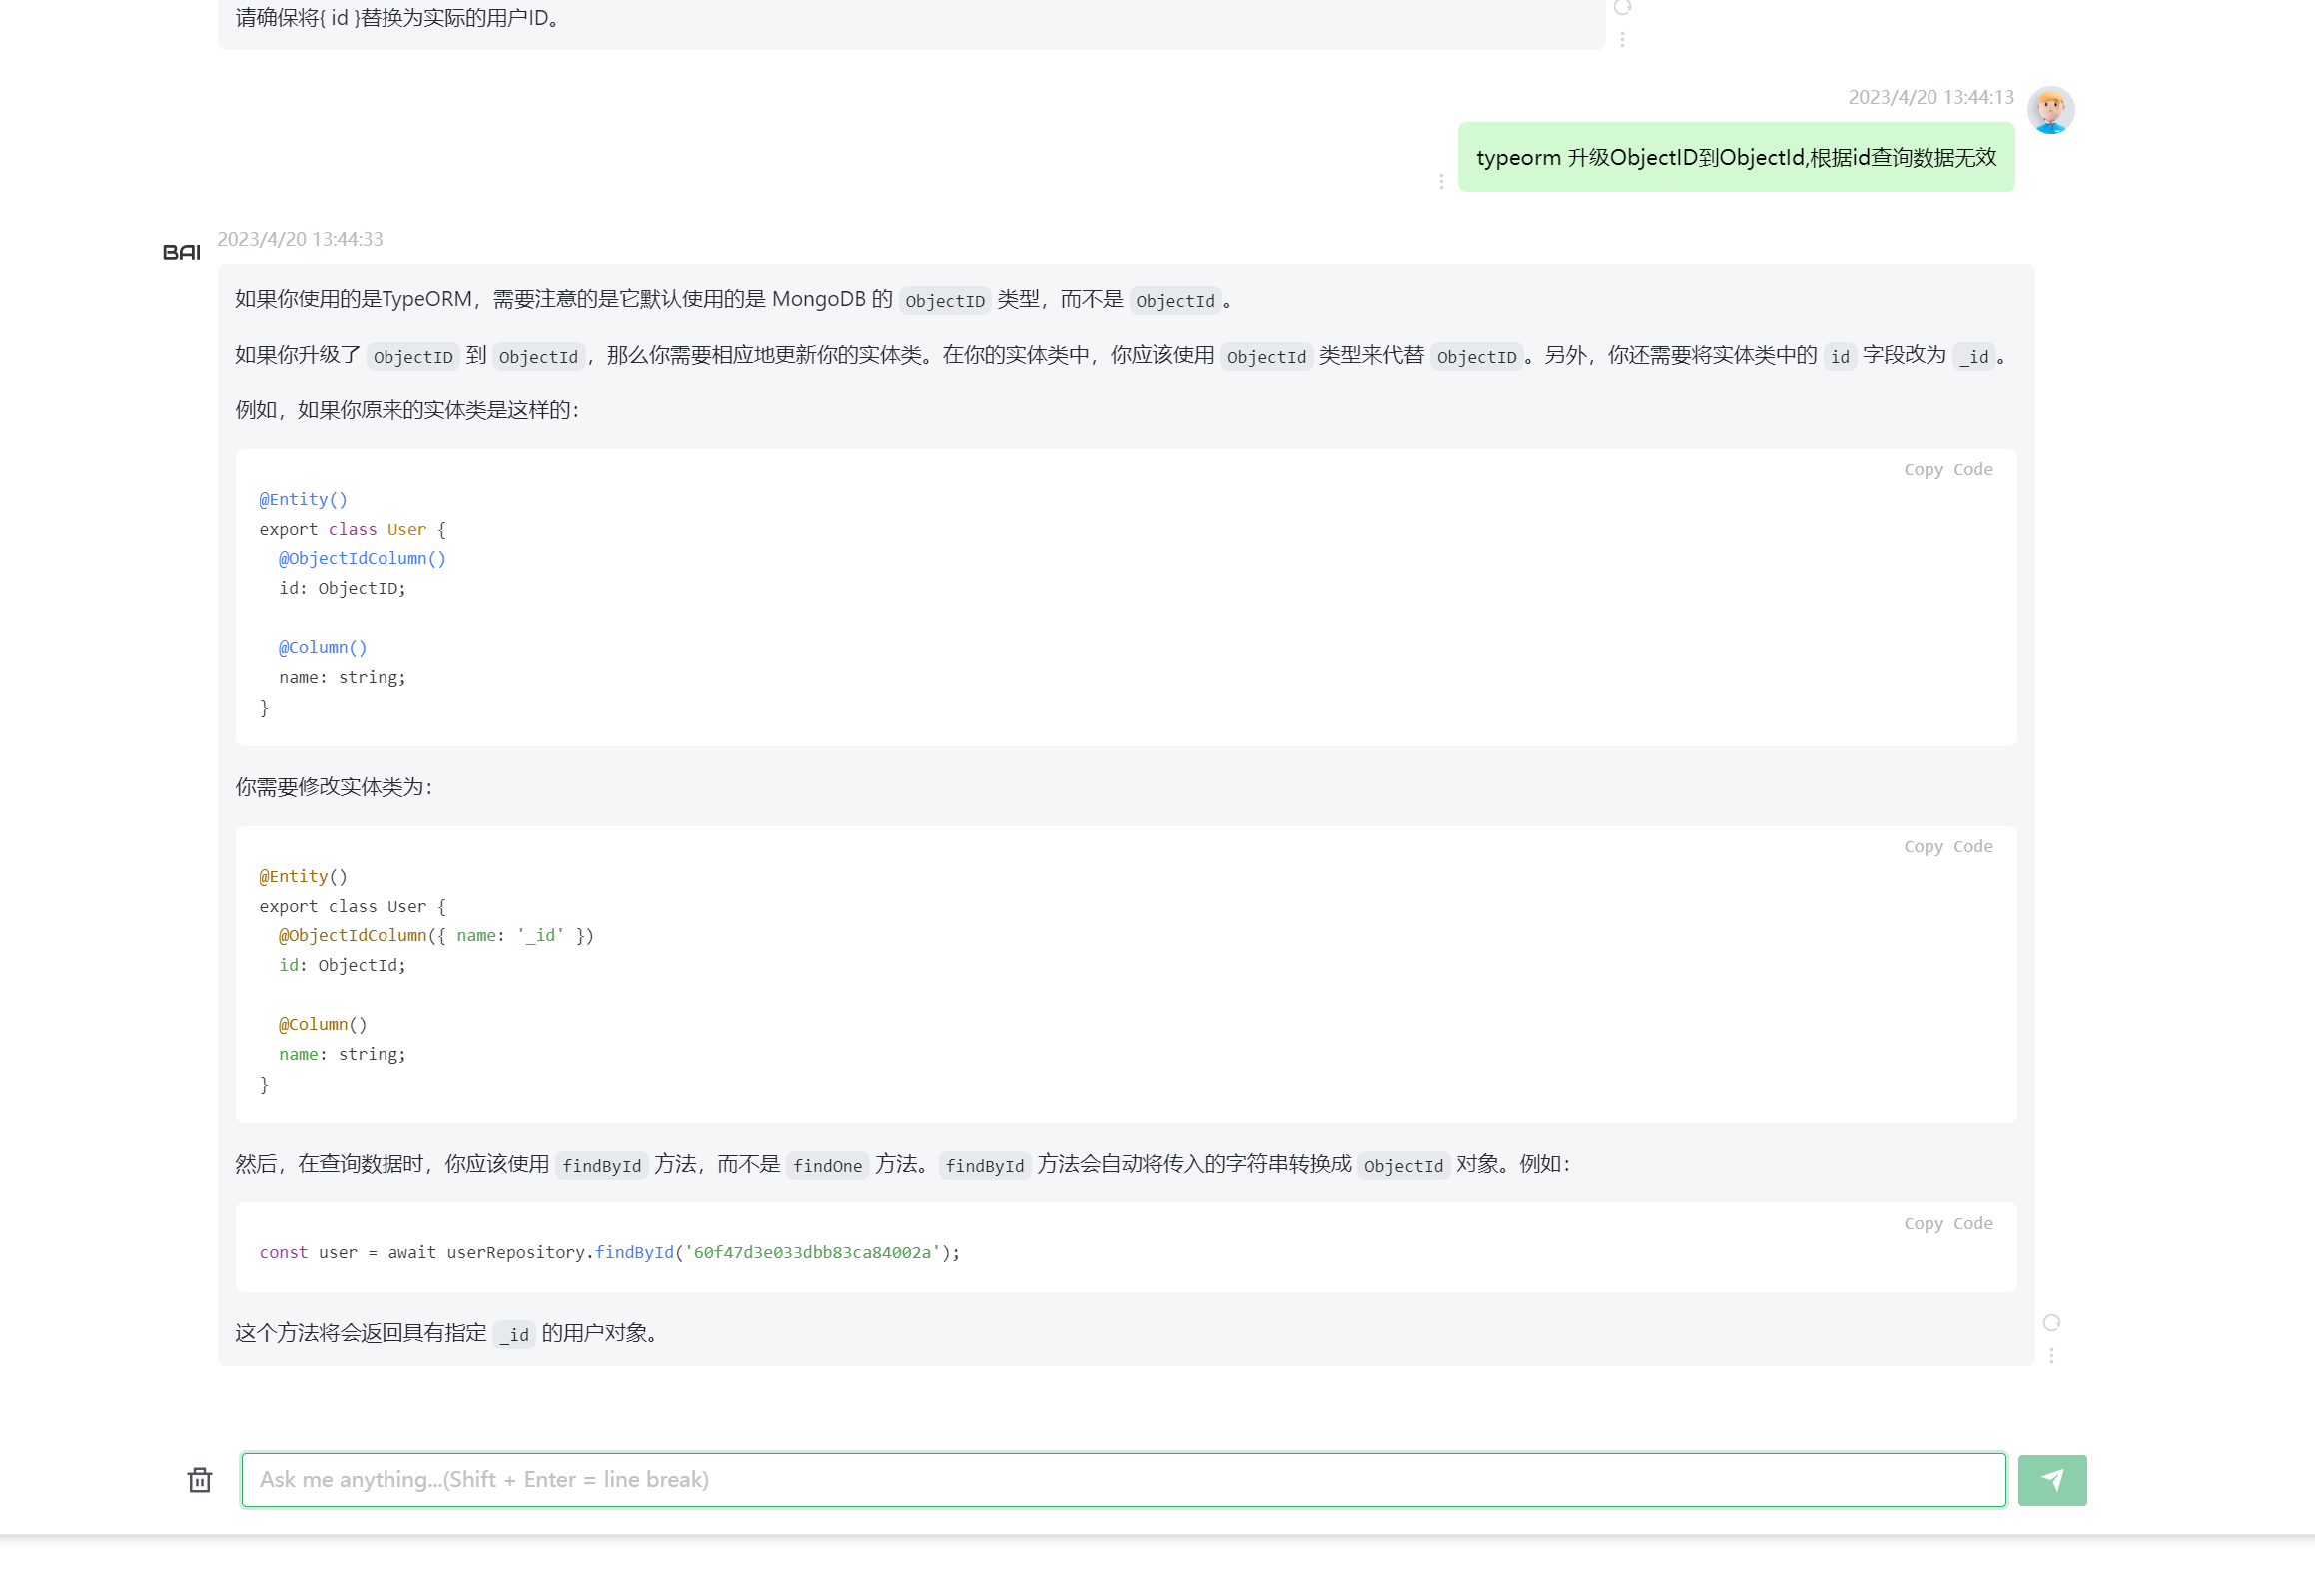 请确保将{ id }替换为实际的用户ID。
2023/4/20 13:44:13
typeorm 升级ObjectID到ObjectId,根据id查询数据无效
BAI
2023/4/20 13:44:33
如果你使用的是TypeORM，需要注意的是它默认使用的是 MongoDB 的 ObjectID 类型，而不是 ObjectId 。
如果你升级了 ObjectID 到 ObjectId ，那么你需要相应地更新你的实体类。在你的实体类中，你应该使用 ObjectId 类型来代替 ObjectID 。另外，你还需要将实体类中的 id 字段改为 _id 。
例如，如果你原来的实体类是这样的：
Copy Code
@Entity()
export class User {
  @ObjectIdColumn()
  id: ObjectID;
  @Column()
  name: string;
}
你需要修改实体类为：
Copy Code
@Entity()
export class User {
  @ObjectIdColumn({ name: '_id' })
  id: ObjectId;
  @Column()
  name: string;
}
然后，在查询数据时，你应该使用 findById 方法，而不是 findOne 方法。findById 方法会自动将传入的字符串转换成 ObjectId 对象。例如：
Copy Code
const user = await userRepository.findById('60f47d3e033dbb83ca84002a');
这个方法将会返回具有指定 _id 的用户对象。
Ask me anything...(Shift + Enter = line break)